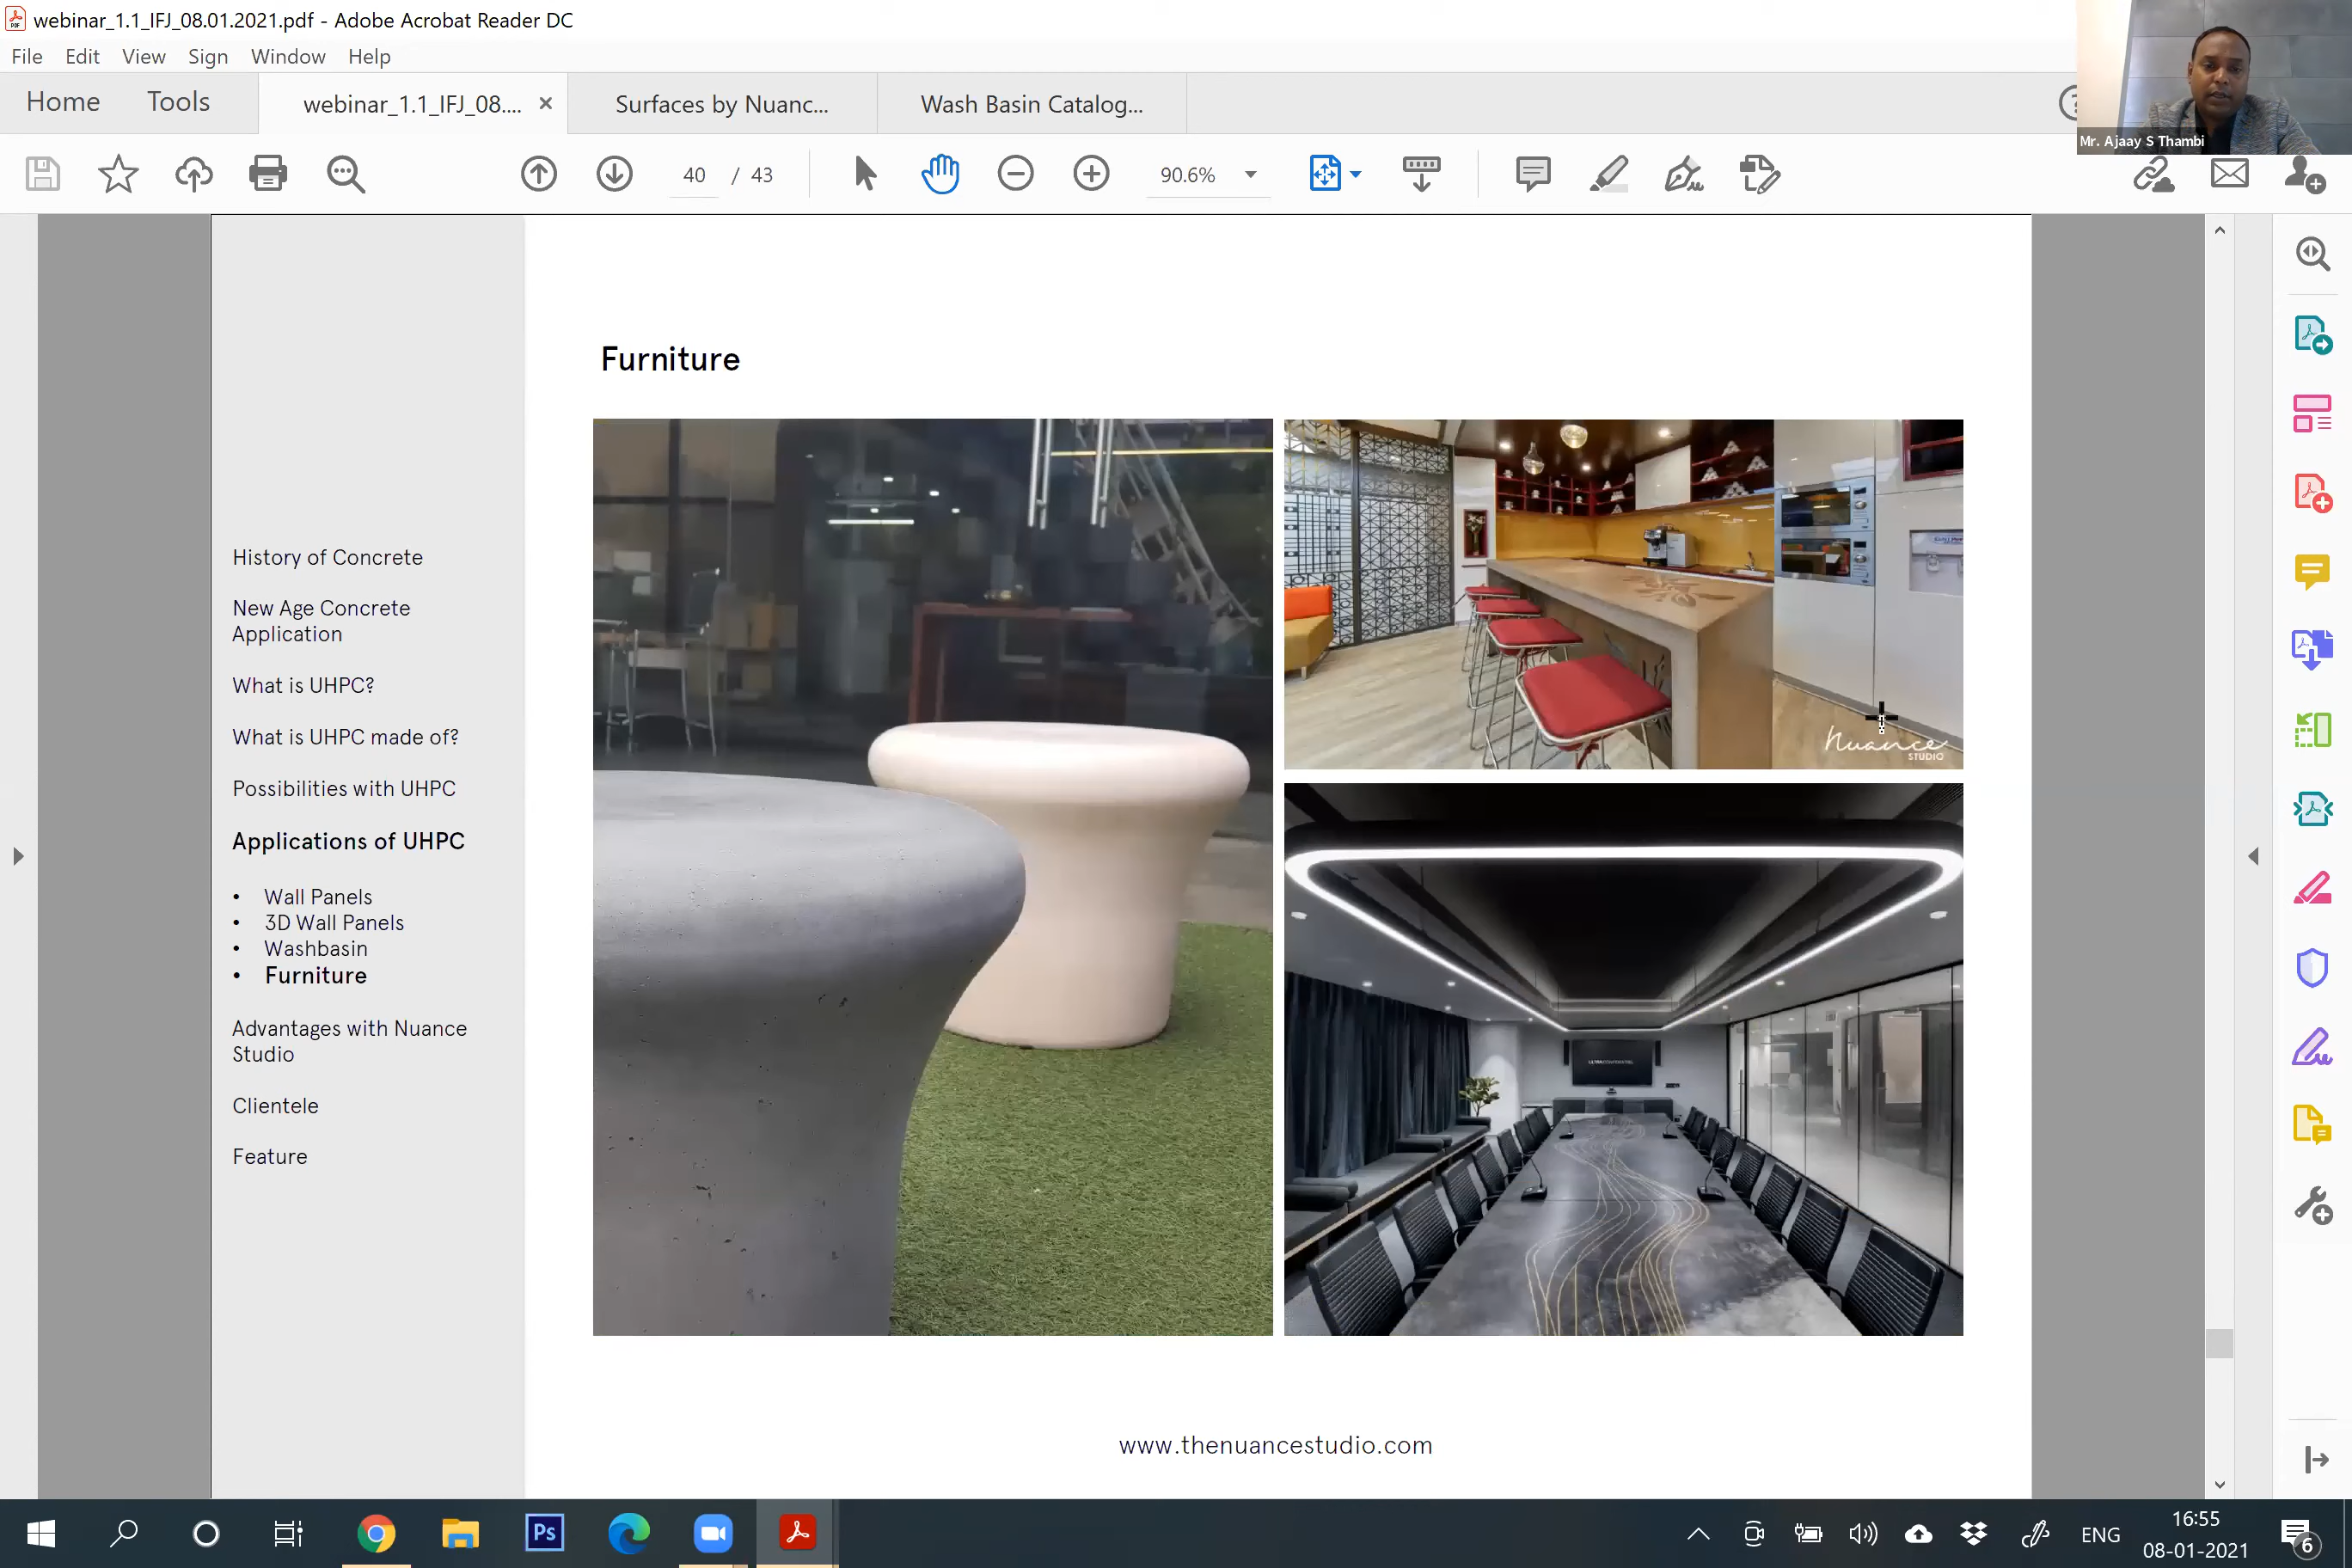 webinar_1.1_IFJ_08.01.2021.pdf - Adobe Acrobat Reader DC
File Edit View Sign Window Help
Home Tools webinar_1.1_IFJ_08.... Surfaces by Nuanc... Wash Basin Catalog...
Mr. Ajaay S Thambi
40 / 43 90.6%
Furniture
History of Concrete
New Age Concrete
Application
What is UHPC?
What is UHPC made of?
Possibilities with UHPC
Applications of UHPC
• Wall Panels
• 3D Wall Panels
• Washbasin
• Furniture
Advantages with Nuance
Studio
Clientele
Feature
Nuance
STUDIO
www.thenuancestudio.com
Ps
ENG
16:55
08-01-2021
6